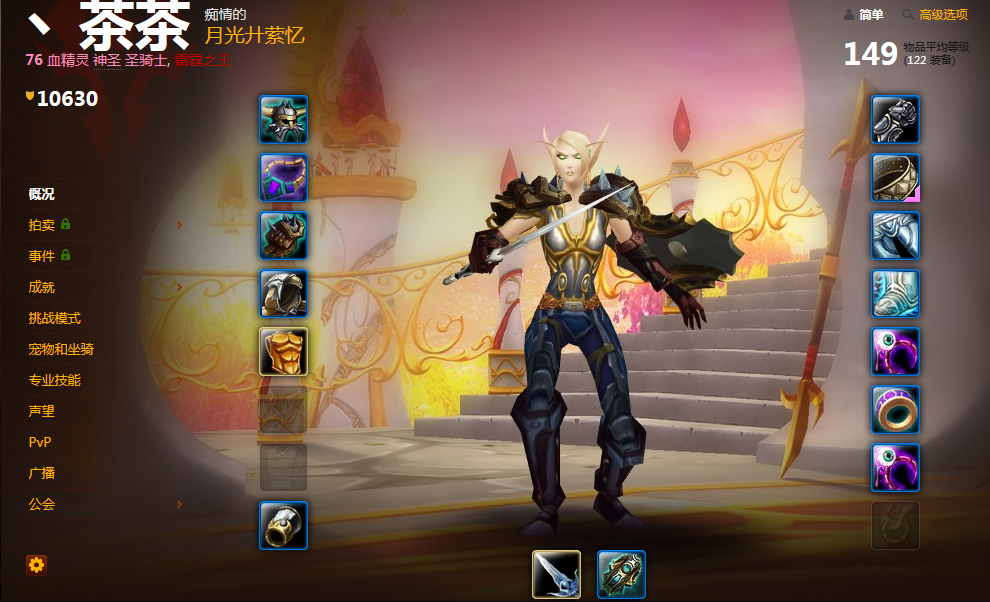 丶茶茶
痴情的
月光廾萦忆
76 血精灵 神圣 圣骑士, 雷霆之王
10630
简单
高级选项
149 物品平均等级
(122 装备)
概况
拍卖
事件
成就
挑战模式
宠物和坐骑
专业技能
声望
PvP
广播
公会